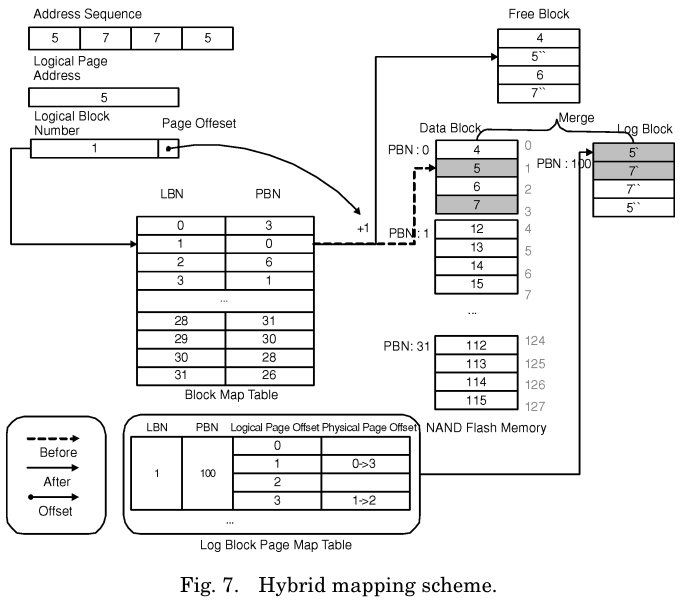 Address Sequence
5 7 7 5
Logical Page
Address
5
Logical Block
Number
Page Offeset
1
Free Block
4
5``
6
7``
Merge
Data Block
Log Block
PBN : 0
4 0
5 1
6 2
7 3
PBN : 100
5`
7`
7``
5``
LBN PBN
+1
0 3
1 0
2 6
3 1
...
28 31
29 30
30 28
31 26
Block Map Table
PBN : 1
12 4
13 5
14 6
15 7
...
PBN: 31
112 124
113 125
114 126
115 127
NAND Flash Memory
Before
After
Offset
LBN PBN Logical Page Offset Physical Page Offset
1 100
0
1 0->3
2
3 1->2
...
Log Block Page Map Table
Fig. 7. Hybrid mapping scheme.